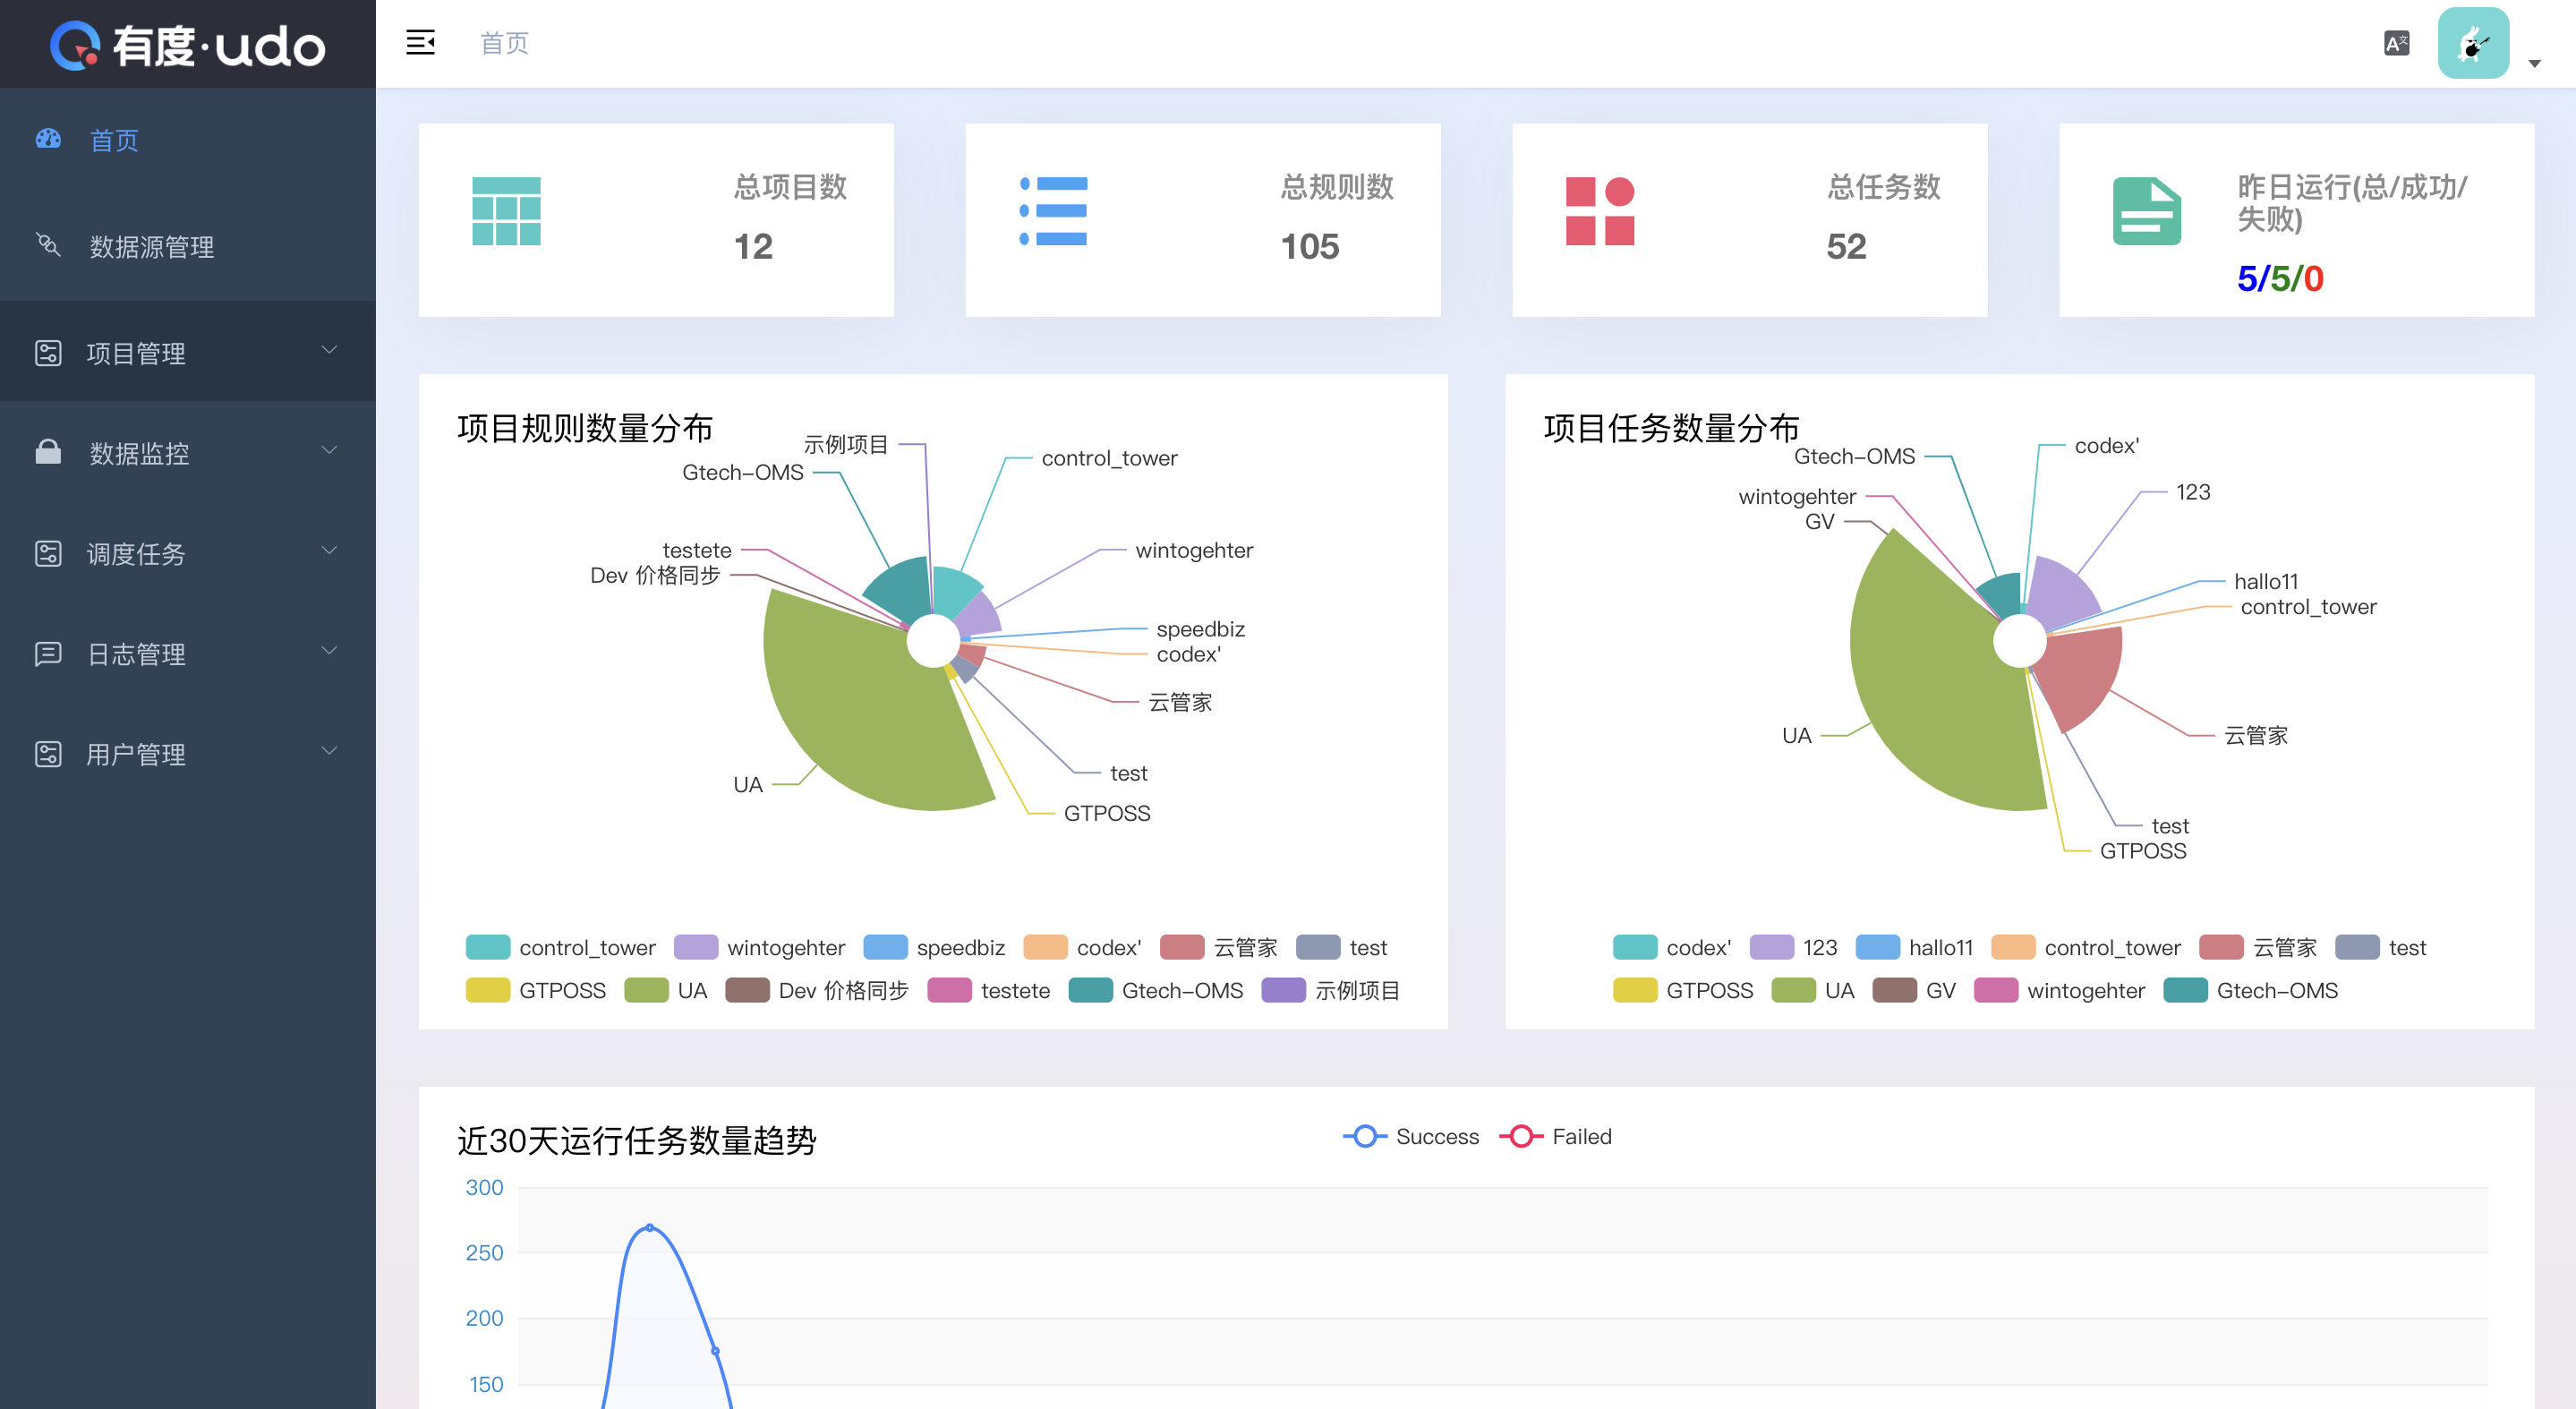 有度·udo
首页
首页
数据源管理
项目管理
数据监控
调度任务
日志管理
用户管理
总项目数
12
总规则数
105
总任务数
52
昨日运行(总/成功/
失败)
5/5/0
项目规则数量分布
示例项目
control_tower
Gtech-OMS
testete
wintogehter
Dev 价格同步
speedbiz
codex'
云管家
test
UA
GTPOSS
control_tower wintogehter speedbiz codex' 云管家 test
GTPOSS UA Dev 价格同步 testete Gtech-OMS 示例项目
项目任务数量分布
codex'
Gtech-OMS
123
wintogehter
GV
hallo11
control_tower
UA
云管家
test
GTPOSS
codex' 123 hallo11 control_tower 云管家 test
GTPOSS UA GV wintogehter Gtech-OMS
近30天运行任务数量趋势
Success Failed
300
250
200
150